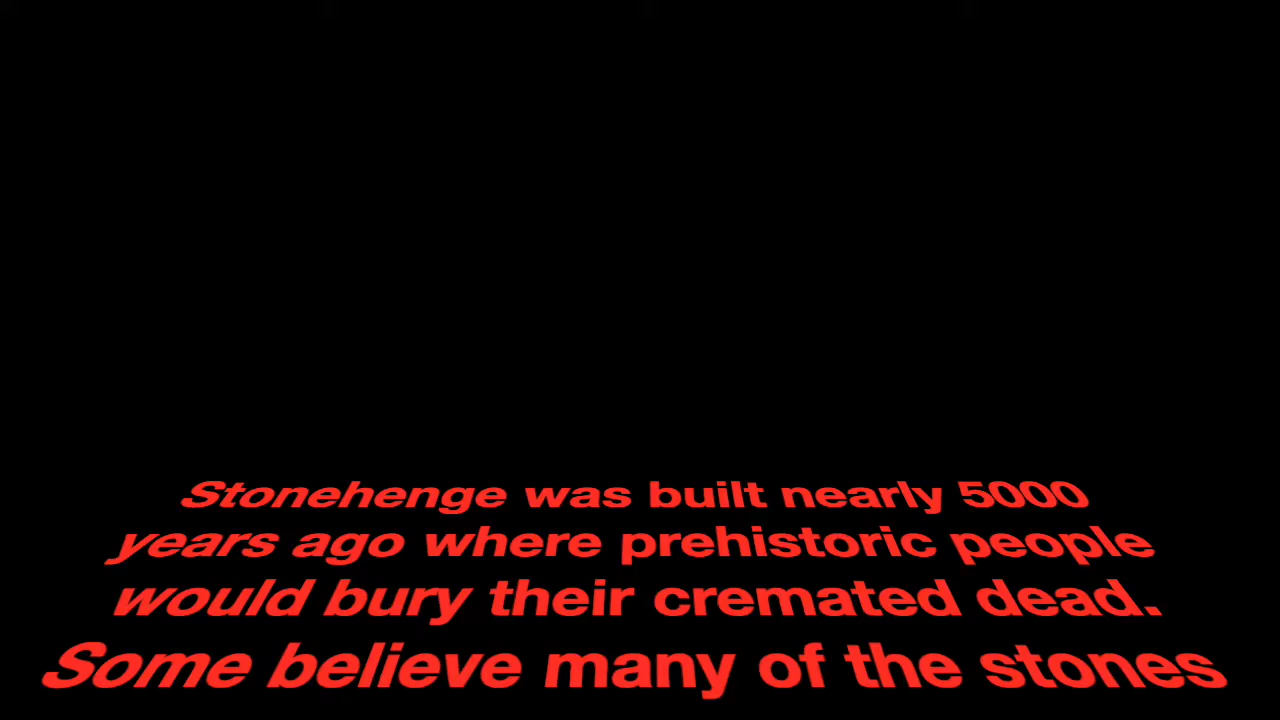 Stonehenge was built nearly 5000
years ago where prehistoric people
would bury their cremated dead.
Some believe many of the stones